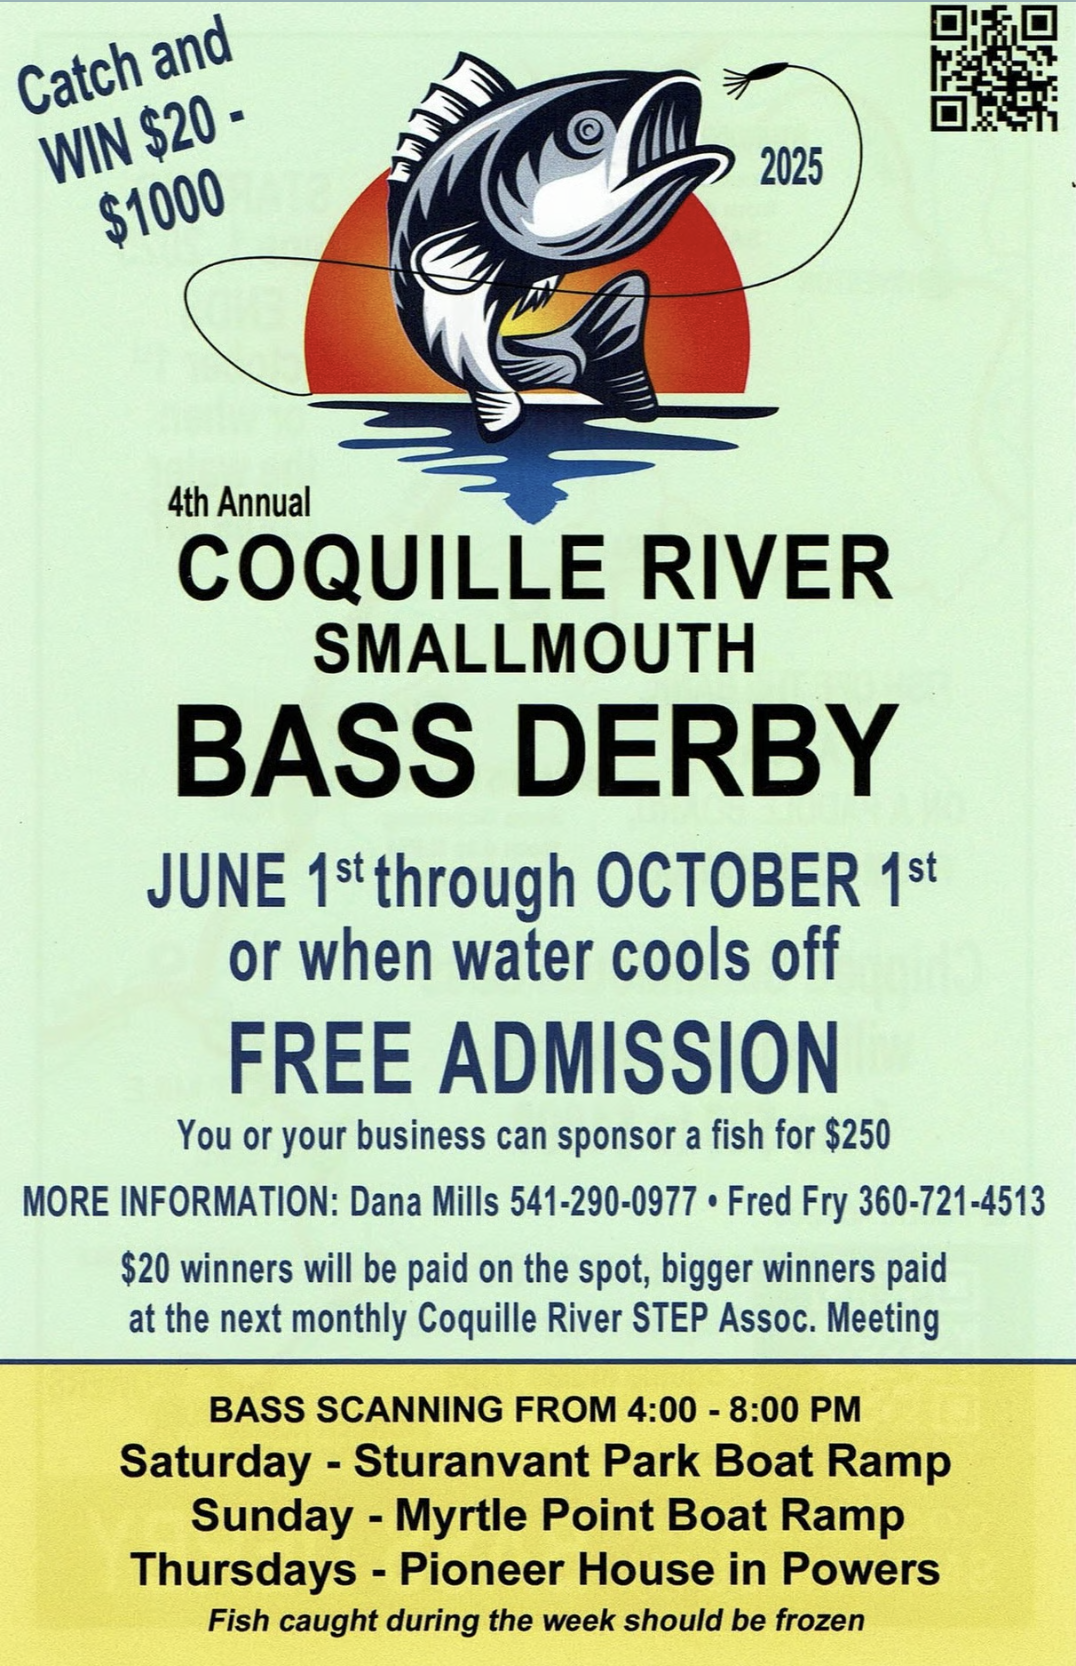 Catch and
WIN $20 -
$1000
2025
4th Annual
COQUILLE RIVER
SMALLMOUTH
BASS DERBY
JUNE 1st through OCTOBER 1st
or when water cools off
FREE ADMISSION
You or your business can sponsor a fish for $250
MORE INFORMATION: Dana Mills 541-290-0977 • Fred Fry 360-721-4513
$20 winners will be paid on the spot, bigger winners paid
at the next monthly Coquille River STEP Assoc. Meeting
BASS SCANNING FROM 4:00 - 8:00 PM
Saturday - Sturanvant Park Boat Ramp
Sunday - Myrtle Point Boat Ramp
Thursdays - Pioneer House in Powers
Fish caught during the week should be frozen